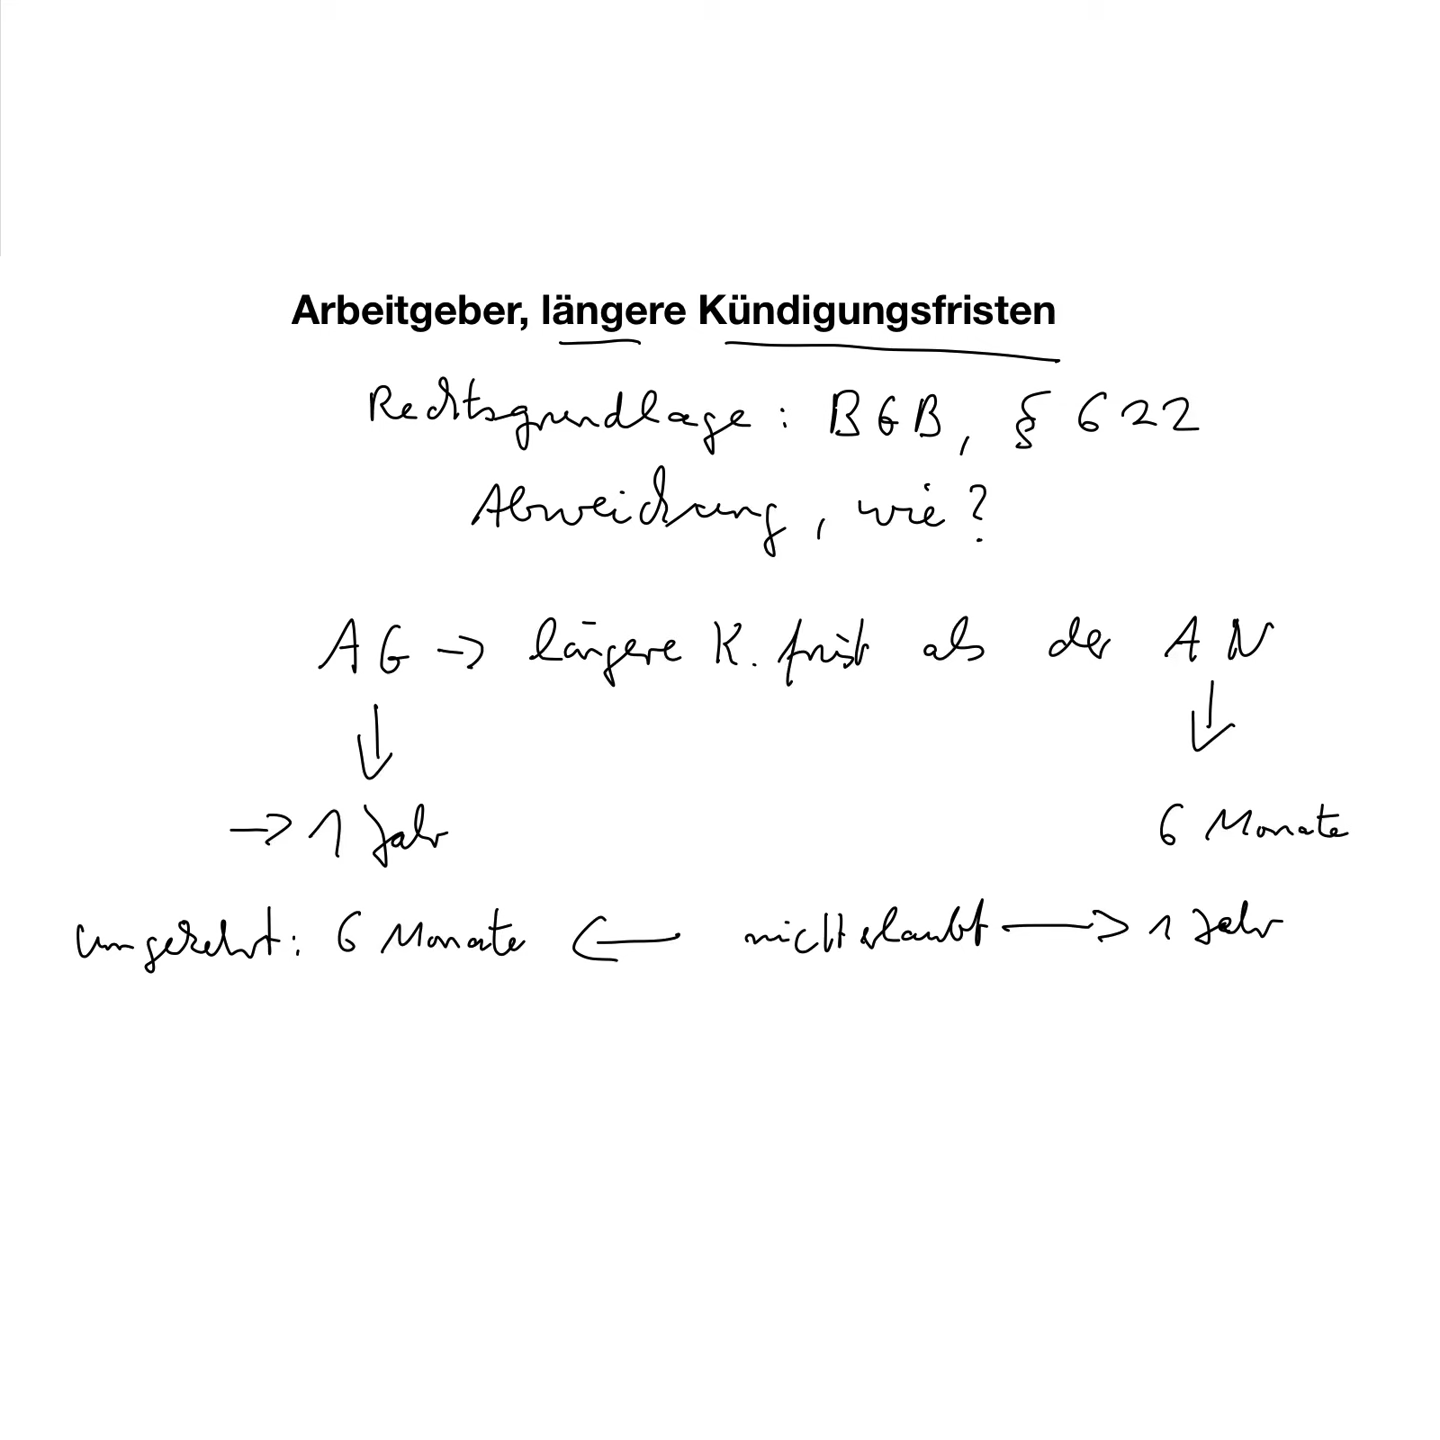 Arbeitgeber, längere Kündigungsfristen
Rechtsgrundlage: BGB, § 622
Abweichung, wie?
AG → längere K. frist als der AN
→ 1 Jahr 6 Monate
umgekehrt: 6 Monate ← nicht erlaubt → 1 Jahr